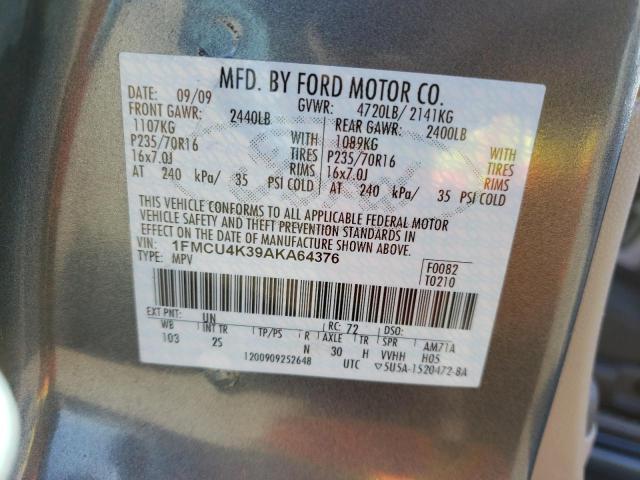 MFD. BY FORD MOTOR CO.
DATE: 09/09 GVWR: 4720LB/ 2141KG
FRONT GAWR: 2440LB REAR GAWR: 2400LB
1107KG WITH 1089KG WITH
P235/70R16 TIRES P235/70R16 TIRES
16x7.0J RIMS 16x7.0J RIMS
AT 240 kPa/ 35 PSI COLD AT 240 kPa/ 35 PSI COLD
THIS VEHICLE CONFORMS TO ALL APPLICABLE FEDERAL MOTOR
VEHICLE SAFETY AND THEFT PREVENTION STANDARDS IN
EFFECT ON THE DATE OF MANUFACTURE SHOWN ABOVE.
VIN: 1FMCU4K39AKA64376
TYPE: MPV
F0082
T0210
EXT PNT: UN RC: 72 DSO:
WB INT TR TP/PS R AXLE TR SPR AM71A
103 25 N 30 H VVHH H05
1200909252648 UTC ▽5U5A-1520472-BA